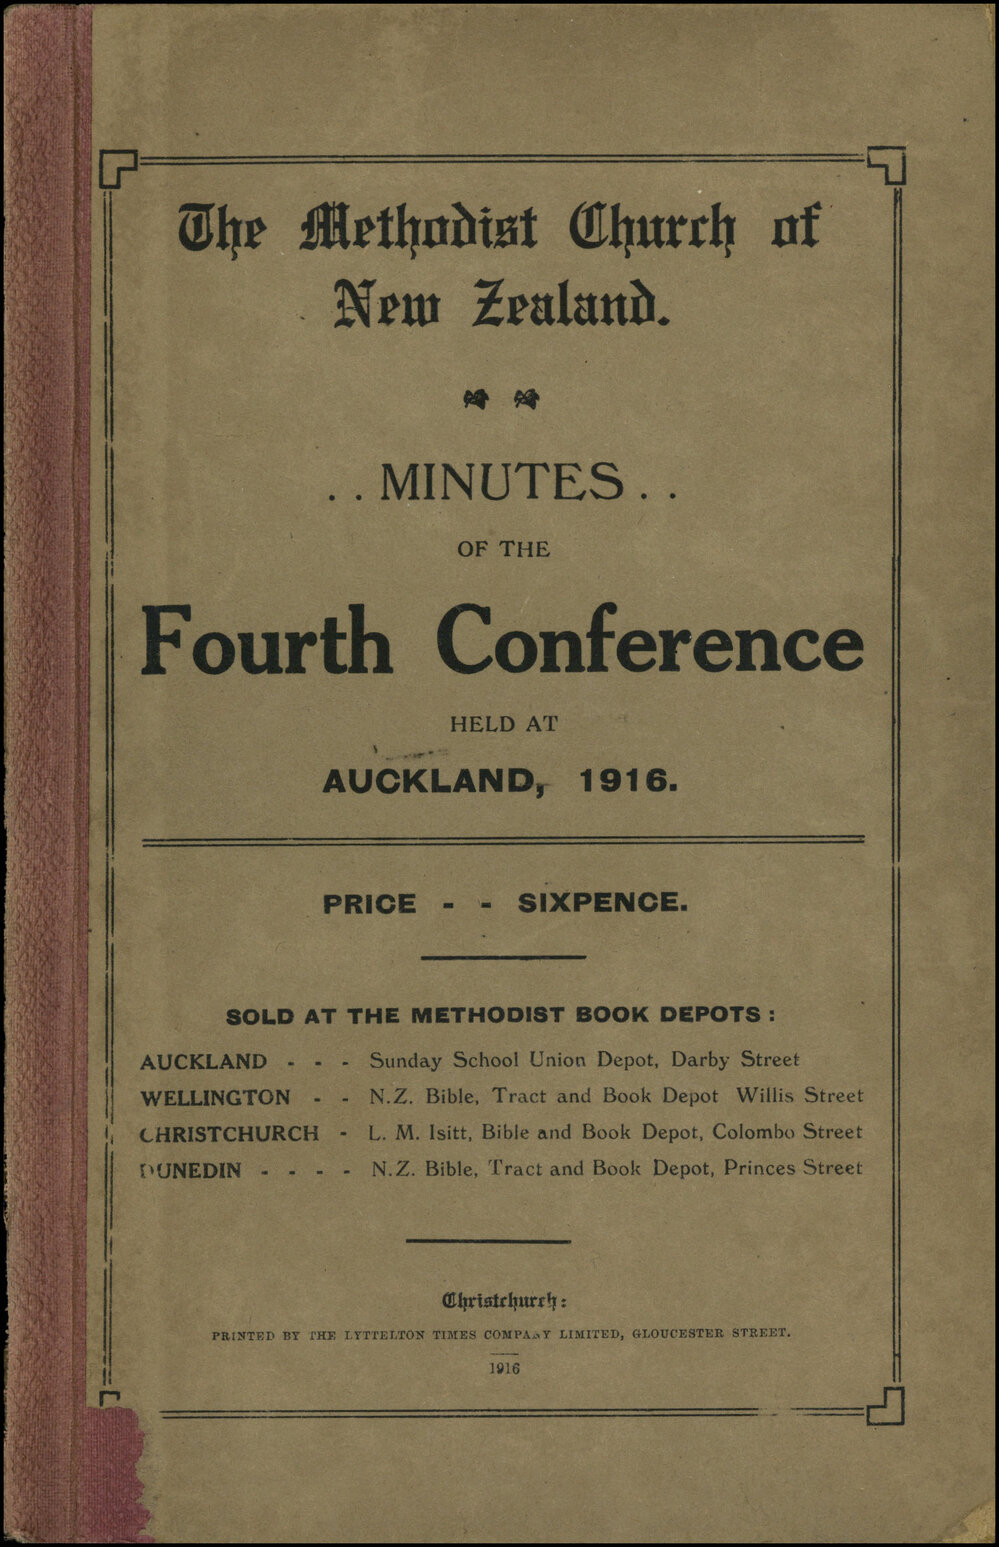 The Methodist Church of
New Zealand.
. . MINUTES . .
OF THE
Fourth Conference
HELD AT
AUCKLAND, 1916.
PRICE - - SIXPENCE.
SOLD AT THE METHODIST BOOK DEPOTS :
AUCKLAND - - - Sunday School Union Depot, Darby Street
WELLINGTON - - N.Z. Bible, Tract and Book Depot Willis Street
CHRISTCHURCH - L. M. Isitt, Bible and Book Depot, Colombo Street
DUNEDIN - - - - N.Z. Bible, Tract and Book Depot, Princes Street
Christchurch:
PRINTED BY THE LYTTELTON TIMES COMPANY LIMITED, GLOUCESTER STREET.
1916